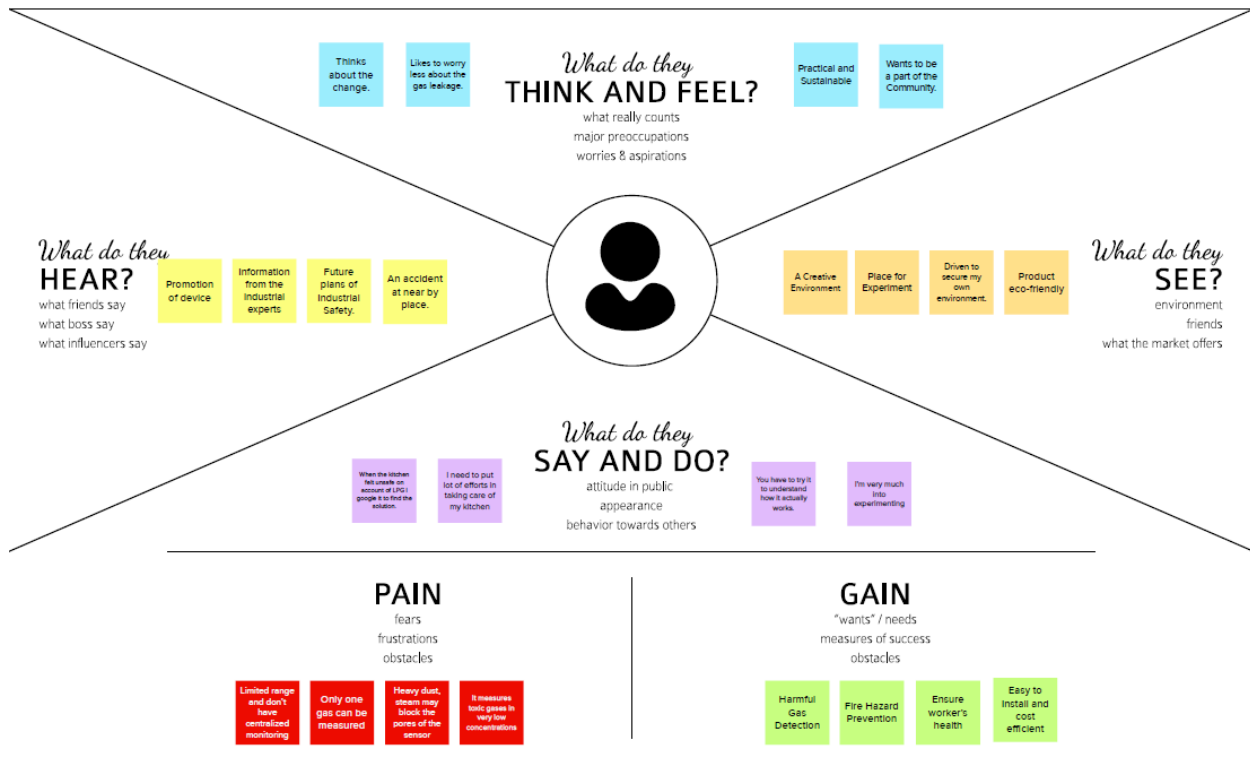 Thinks
about the
change.
Likes to worry
less about the
gas leakage.
What do they
THINK AND FEEL?
what really counts
major preoccupations
worries & aspirations
Practical and
Sustainable
Wants to be
a part of the
Community.
What do they
HEAR?
what friends say
what boss say
what influencers say
Promotion
of device
Information
from the
industrial
experts
Future
plans of
Industrial
Safety.
An accident
at near by
place.
A Creative
Environment
Place for
Experiment
Driven to
secure my
own
environment.
Product
eco-friendly
What do they
SEE?
environment
friends
what the market offers
When the kitchen
felt unsafe on
account of LPG I
google it to find the
solution.
I need to put
lot of efforts in
taking care of
my kitchen
What do they
SAY AND DO?
attitude in public
appearance
behavior towards others
You have to try it
to understand
how it actually
works.
I'm very much
into
experimenting
PAIN
fears
frustrations
obstacles
Limited range
and don't
have
centralized
monitoring
Only one
gas can be
measured
Heavy dust,
steam may
block the
pores of the
sensor
It measures
toxic gases in
very low
concentrations
GAIN
"wants" / needs
measures of success
obstacles
Harmful
Gas
Detection
Fire Hazard
Prevention
Ensure
worker's
health
Easy to
install and
cost
efficient